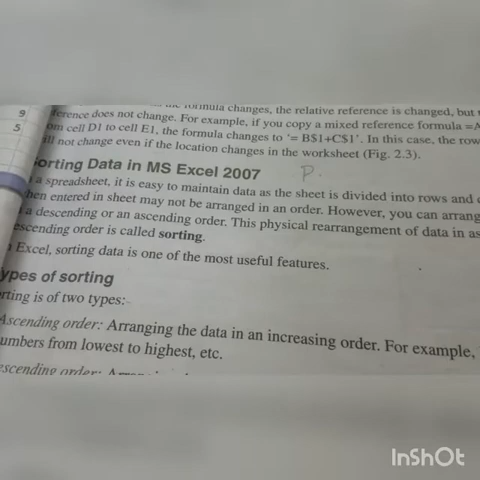 formula changes, the relative reference is changed, but
ference does not change. For example, if you copy a mixed reference formula =A
om cell D1 to cell E1, the formula changes to '= B$1+C$1'. In this case, the row
ill not change even if the location changes in the worksheet (Fig. 2.3).
orting Data in MS Excel 2007 P.
a spreadsheet, it is easy to maintain data as the sheet is divided into rows and
hen entered in sheet may not be arranged in an order. However, you can arrang
a descending or an ascending order. This physical rearrangement of data in as
escending order is called sorting.
Excel, sorting data is one of the most useful features.
ypes of sorting
rting is of two types:-
Ascending order: Arranging the data in an increasing order. For example,
umbers from lowest to highest, etc.
escending order:
9
5
InShOt